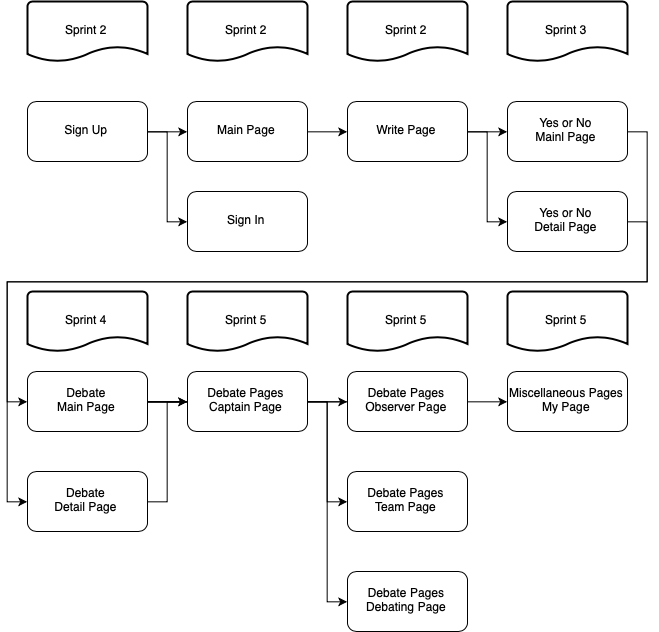 Sprint 2
Sprint 2
Sprint 2
Sprint 3
Sign Up
Main Page
Write Page
Yes or No
Mainl Page
Sign In
Yes or No
Detail Page
Sprint 4
Sprint 5
Sprint 5
Sprint 5
Debate
Main Page
Debate Pages
Captain Page
Debate Pages
Observer Page
Miscellaneous Pages
My Page
Debate
Detail Page
Debate Pages
Team Page
Debate Pages
Debating Page